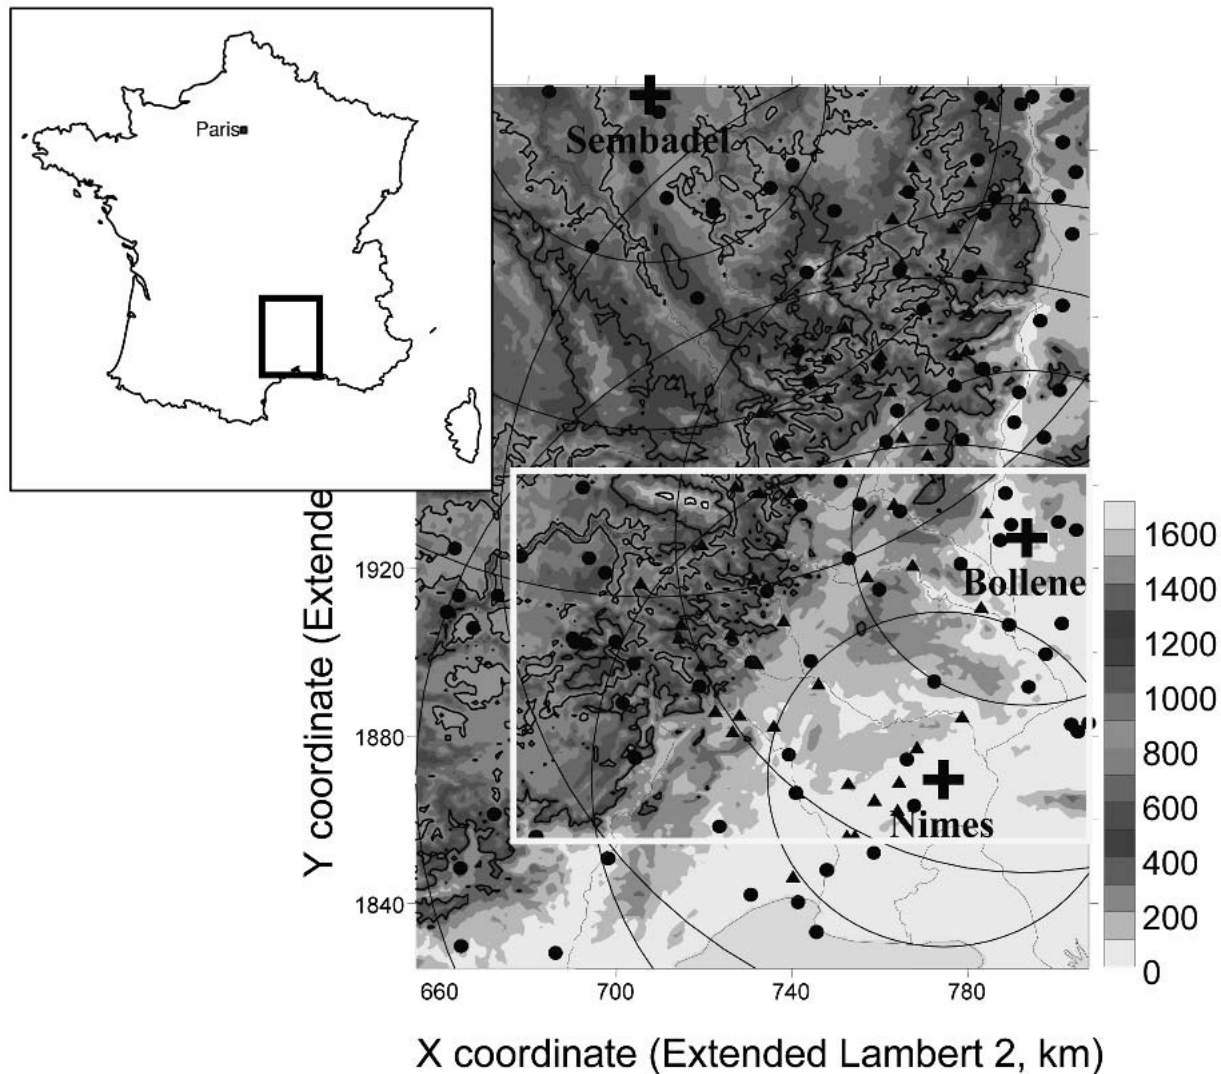 Paris
Sembadel
Bollene
Nimes
Y coordinate (Extende
1920
1880
1840
660
700
740
780
X coordinate (Extended Lambert 2, km)
1600
1400
1200
1000
800
600
400
200
0